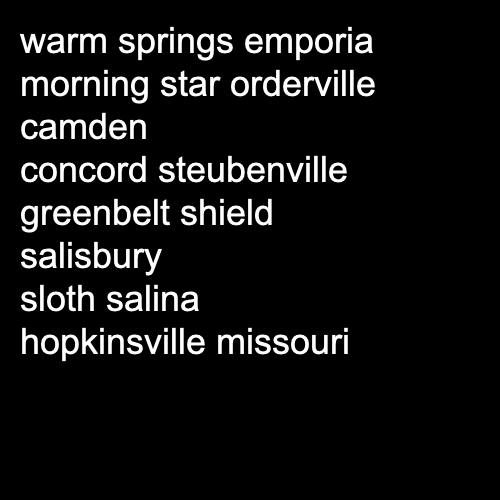 warm springs emporia
morning star orderville
camden
concord steubenville
greenbelt shield
salisbury
sloth salina
hopkinsville missouri